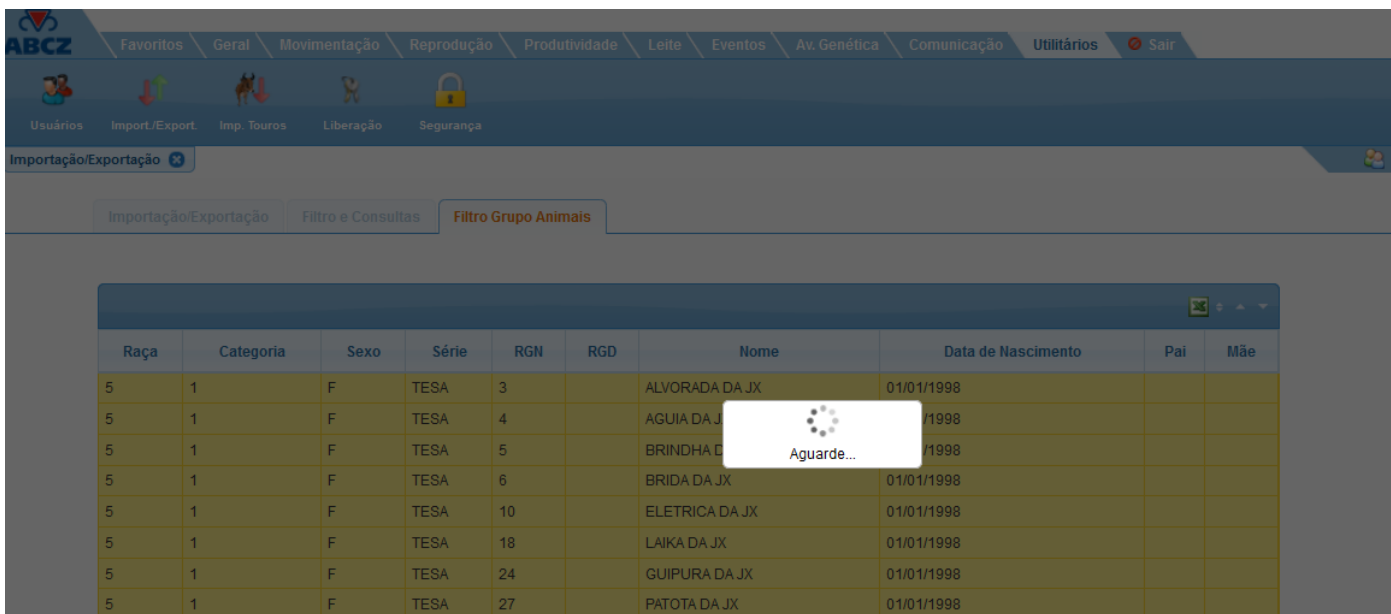 ABCZ
Favoritos Geral Movimentação Reprodução Produtividade Leite Eventos Av. Genética Comunicação Utilitários Sair
Usuários Import./Export. Imp. Touros Liberação Segurança
Importação/Exportação
Importação/Exportação Filtro e Consultas Filtro Grupo Animais
Raça Categoria Sexo Série RGN RGD Nome Data de Nascimento Pai Mãe
5 1 F TESA 3 ALVORADA DA JX 01/01/1998
5 1 F TESA 4 AGUIA DA /1998
5 1 F TESA 5 BRINDHA /1998
Aguarde...
5 1 F TESA 6 BRIDA DA JX 01/01/1998
5 1 F TESA 10 ELETRICA DA JX 01/01/1998
5 1 F TESA 18 LAIKA DA JX 01/01/1998
5 1 F TESA 24 GUIPURA DA JX 01/01/1998
5 1 F TESA 27 PATOTA DA JX 01/01/1998